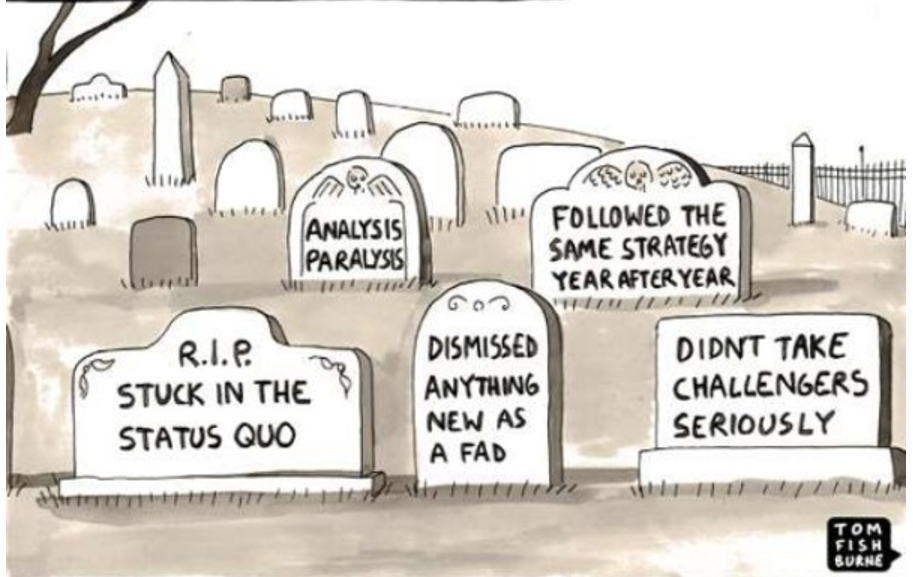 ANALYSIS
PARALYSIS
FOLLOWED THE
SAME STRATEGY
YEAR AFTER YEAR
R.I.P.
STUCK IN THE
STATUS QUO
DISMISSED
ANYTHING
NEW AS
A FAD
DIDNT TAKE
CHALLENGERS
SERIOUSLY
TOM
FISH
BURNE